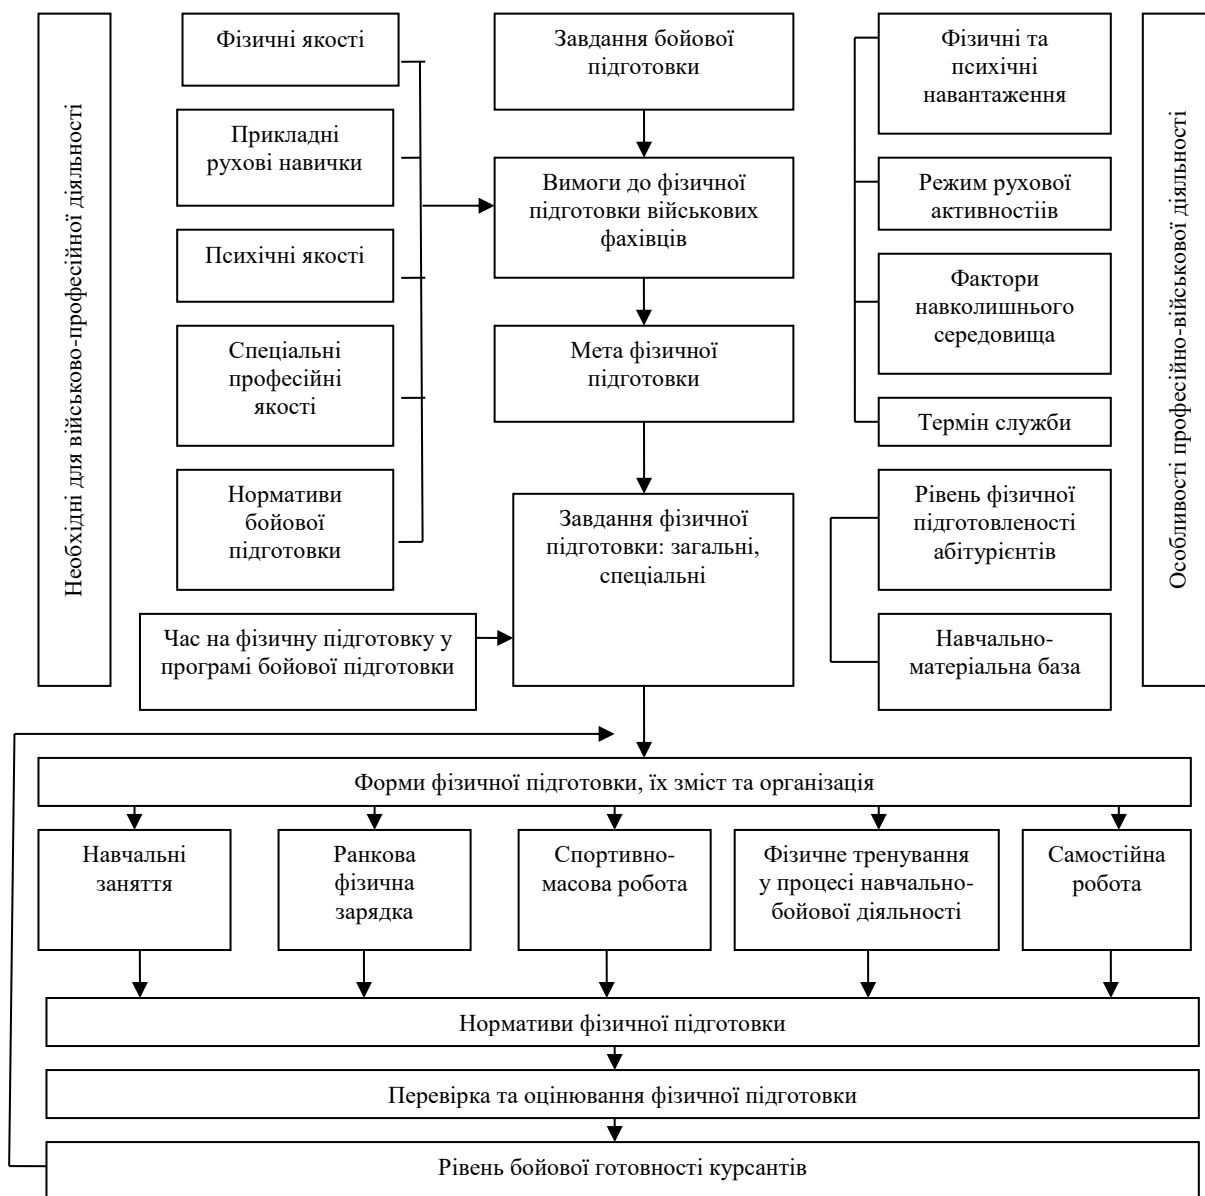 Необхідні для військово-професійної діяльності
Фізичні якості
Прикладні
рухові навички
Психічні якості
Спеціальні
професійні
якості
Нормативи
бойової
підготовки
Час на фізичну підготовку у
програмі бойової підготовки
Завдання бойової
підготовки
Вимоги до фізичної
підготовки військових
фахівців
Мета фізичної
підготовки
Завдання фізичної
підготовки: загальні,
спеціальні
Фізичні та
психічні
навантаження
Режим рухової
активностіів
Фактори
навколишнього
середовища
Термін служби
Рівень фізичної
підготовленості
абітурієнтів
Навчально-
матеріальна база
Особливості професійно-військової діяльності
Форми фізичної підготовки, їх зміст та організація
Навчальні
заняття
Ранкова
фізична
зарядка
Спортивно-
масова робота
Фізичне тренування
у процесі навчально-
бойової діяльності
Самостійна
робота
Нормативи фізичної підготовки
Перевірка та оцінювання фізичної підготовки
Рівень бойової готовності курсантів